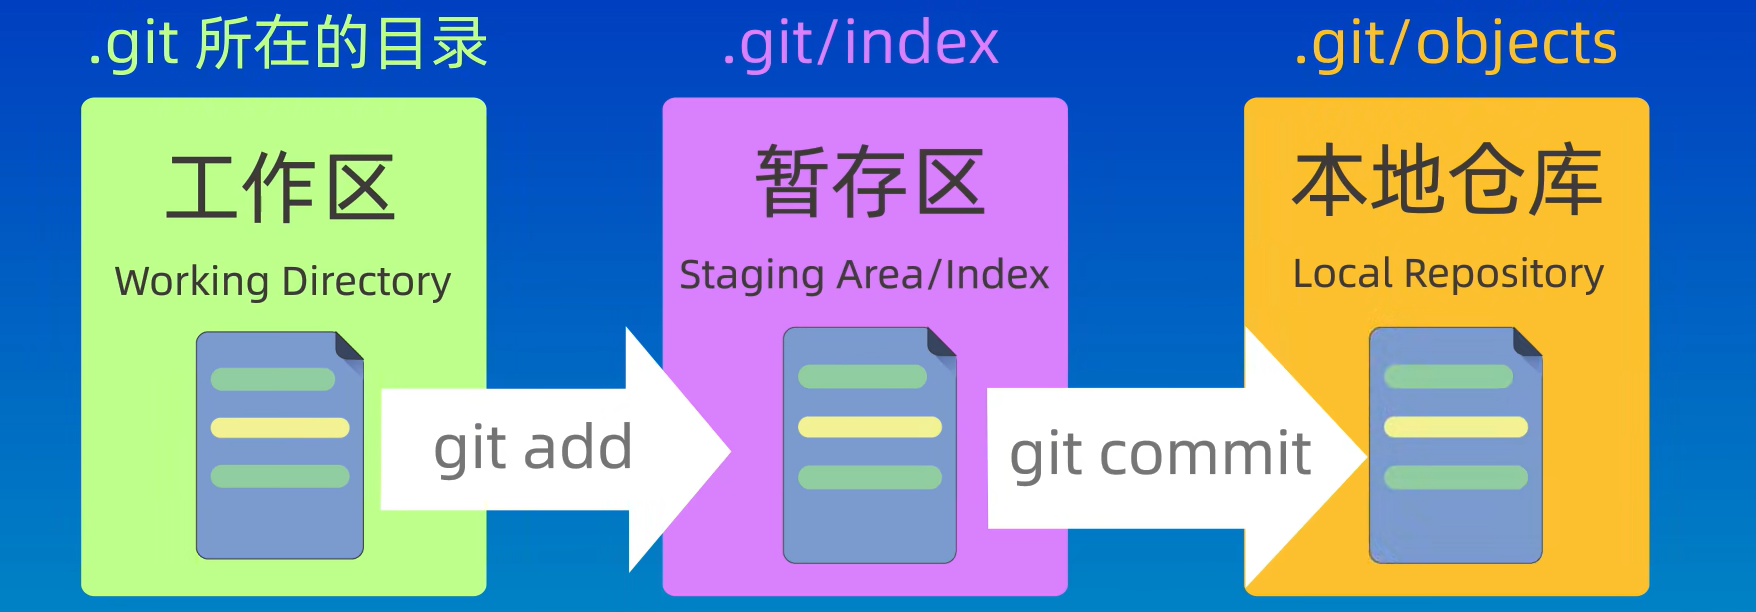 .git 所在的目录
.git/index
.git/objects
工作区
暂存区
本地仓库
Working Directory
Staging Area/Index
Local Repository
git add
git commit